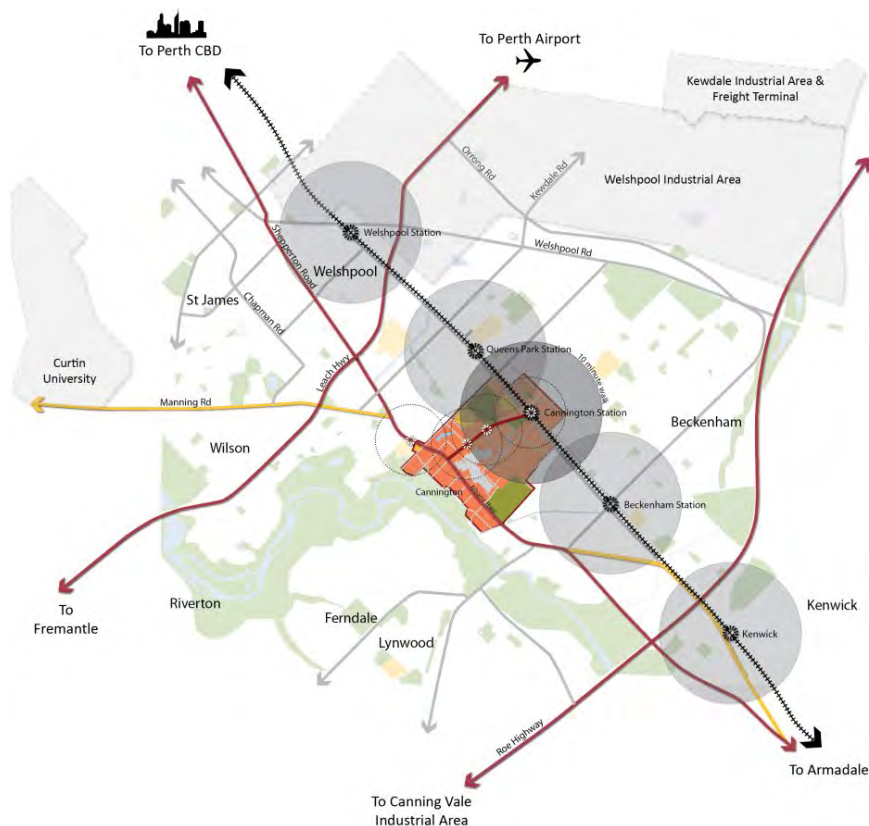 To Perth CBD
To Perth Airport
Kewdale Industrial Area &
Freight Terminal
Orrong Rd
Kewdale Rd
Welshpool Industrial Area
Welshpool Station
Shepperton Road
Welshpool Rd
Welshpool
St James
Chapman Rd
Queens Park Station
10 minute walk
Curtin
University
Leach Hwy
Manning Rd
Cannington Station
Beckenham
Wilson
Cannington
Beckenham Station
Riverton
To
Fremantle
Ferndale
Lynwood
Kenwick
Kenwick
Roe Highway
To Armadale
To Canning Vale
Industrial Area